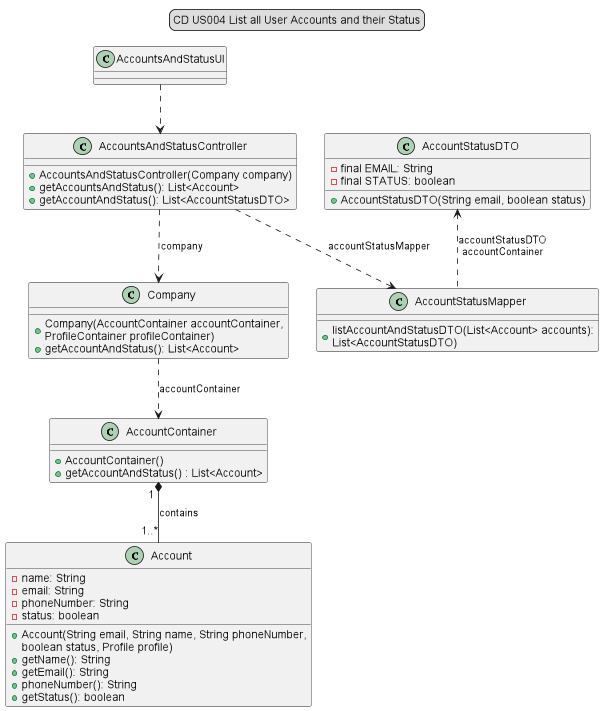 CD US004 List all User Accounts and their Status
C AccountsAndStatusUI
C AccountsAndStatusController
AccountsAndStatusController(Company company)
getAccountsAndStatus(): List<Account>
getAccountAndStatus(): List<AccountStatusDTO>
C AccountStatusDTO
final EMAIL: String
final STATUS: boolean
AccountStatusDTO(String email, boolean status)
company
accountStatusMapper
accountStatusDTO
accountContainer
C Company
Company(AccountContainer accountContainer,
ProfileContainer profileContainer)
getAccountAndStatus(): List<Account>
C AccountStatusMapper
listAccountAndStatusDTO(List<Account> accounts):
List<AccountStatusDTO)
accountContainer
C AccountContainer
AccountContainer()
getAccountAndStatus() : List<Account>
1
contains
1..*
C Account
name: String
email: String
phoneNumber: String
status: boolean
Account(String email, String name, String phoneNumber,
boolean status, Profile profile)
getName(): String
getEmail(): String
phoneNumber(): String
getStatus(): boolean